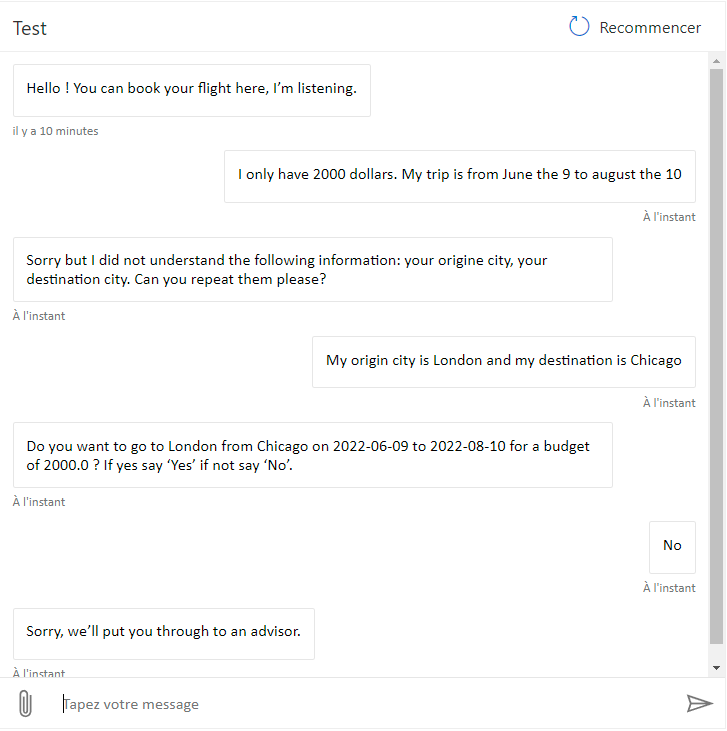 Test
Recommencer
Hello ! You can book your flight here, I’m listening.
il y a 10 minutes
I only have 2000 dollars. My trip is from June the 9 to august the 10
À l'instant
Sorry but I did not understand the following information: your origine city, your
destination city. Can you repeat them please?
À l'instant
My origin city is London and my destination is Chicago
À l'instant
Do you want to go to London from Chicago on 2022-06-09 to 2022-08-10 for a budget
of 2000.0 ? If yes say ‘Yes’ if not say ‘No’.
À l'instant
No
À l'instant
Sorry, we’ll put you through to an advisor.
À l'instant
Tapez votre message